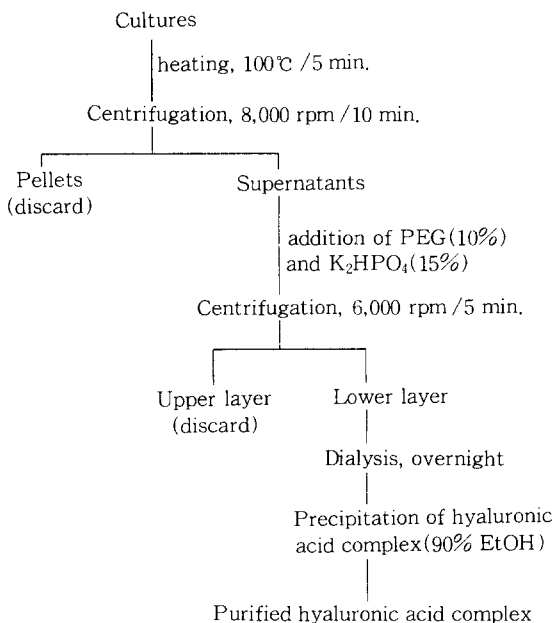 Cultures
heating, 100℃ /5 min.
Centrifugation, 8,000 rpm /10 min.
Pellets
(discard)
Supernatants
addition of PEG(10%)
and K₂HPO₄(15%)
Centrifugation, 6,000 rpm /5 min.
Upper layer
(discard)
Lower layer
Dialysis, overnight
Precipitation of hyaluronic
acid complex(90% EtOH)
Purified hyaluronic acid complex